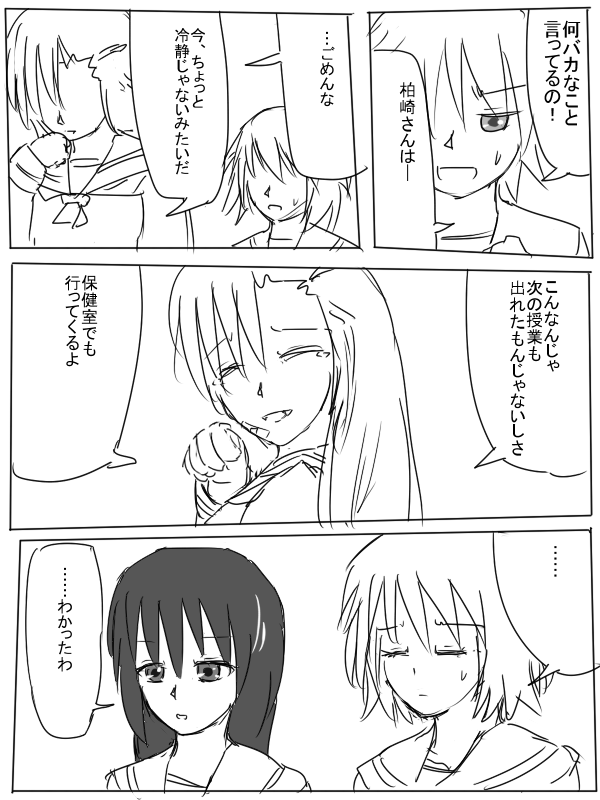 何バカなこと
言ってるの！
柏崎さんは―
…ごめんな
今、ちょっと
冷静じゃないみたいだ
こんなんじゃ
次の授業も
出れたもんじゃないしさ
保健室でも
行ってくるよ
……
……わかったわ